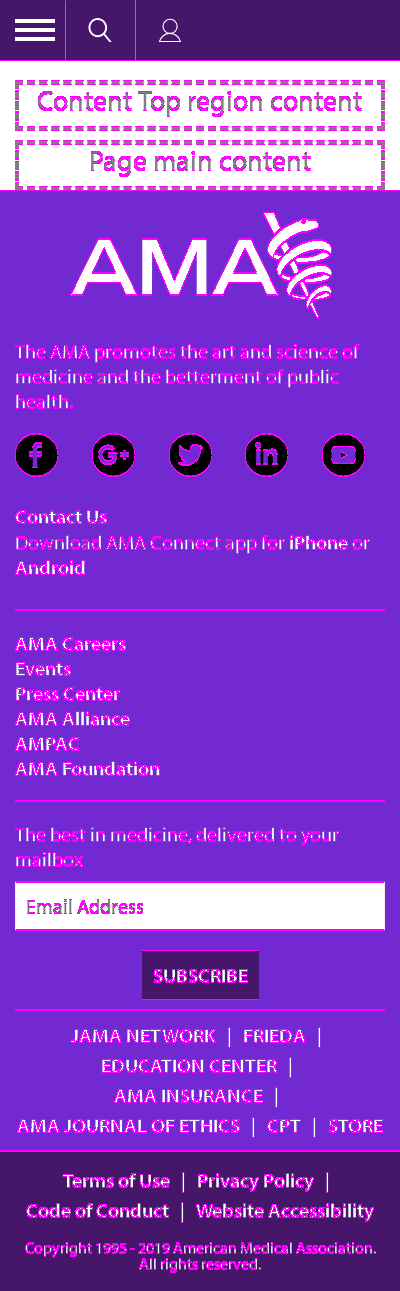 Content Top region content
Page main content
AMA
The AMA promotes the art and science of
medicine and the betterment of public
health.
Contact Us
Download AMA Connect app for iPhone or
Android
AMA Careers
Events
Press Center
AMA Alliance
AMPAC
AMA Foundation
The best in medicine, delivered to your
mailbox
Email Address
SUBSCRIBE
JAMA NETWORK | FRIEDA |
EDUCATION CENTER |
AMA INSURANCE |
AMA JOURNAL OF ETHICS | CPT | STORE
Terms of Use | Privacy Policy |
Code of Conduct | Website Accessibility
Copyright 1995 - 2019 American Medical Association.
All rights reserved.